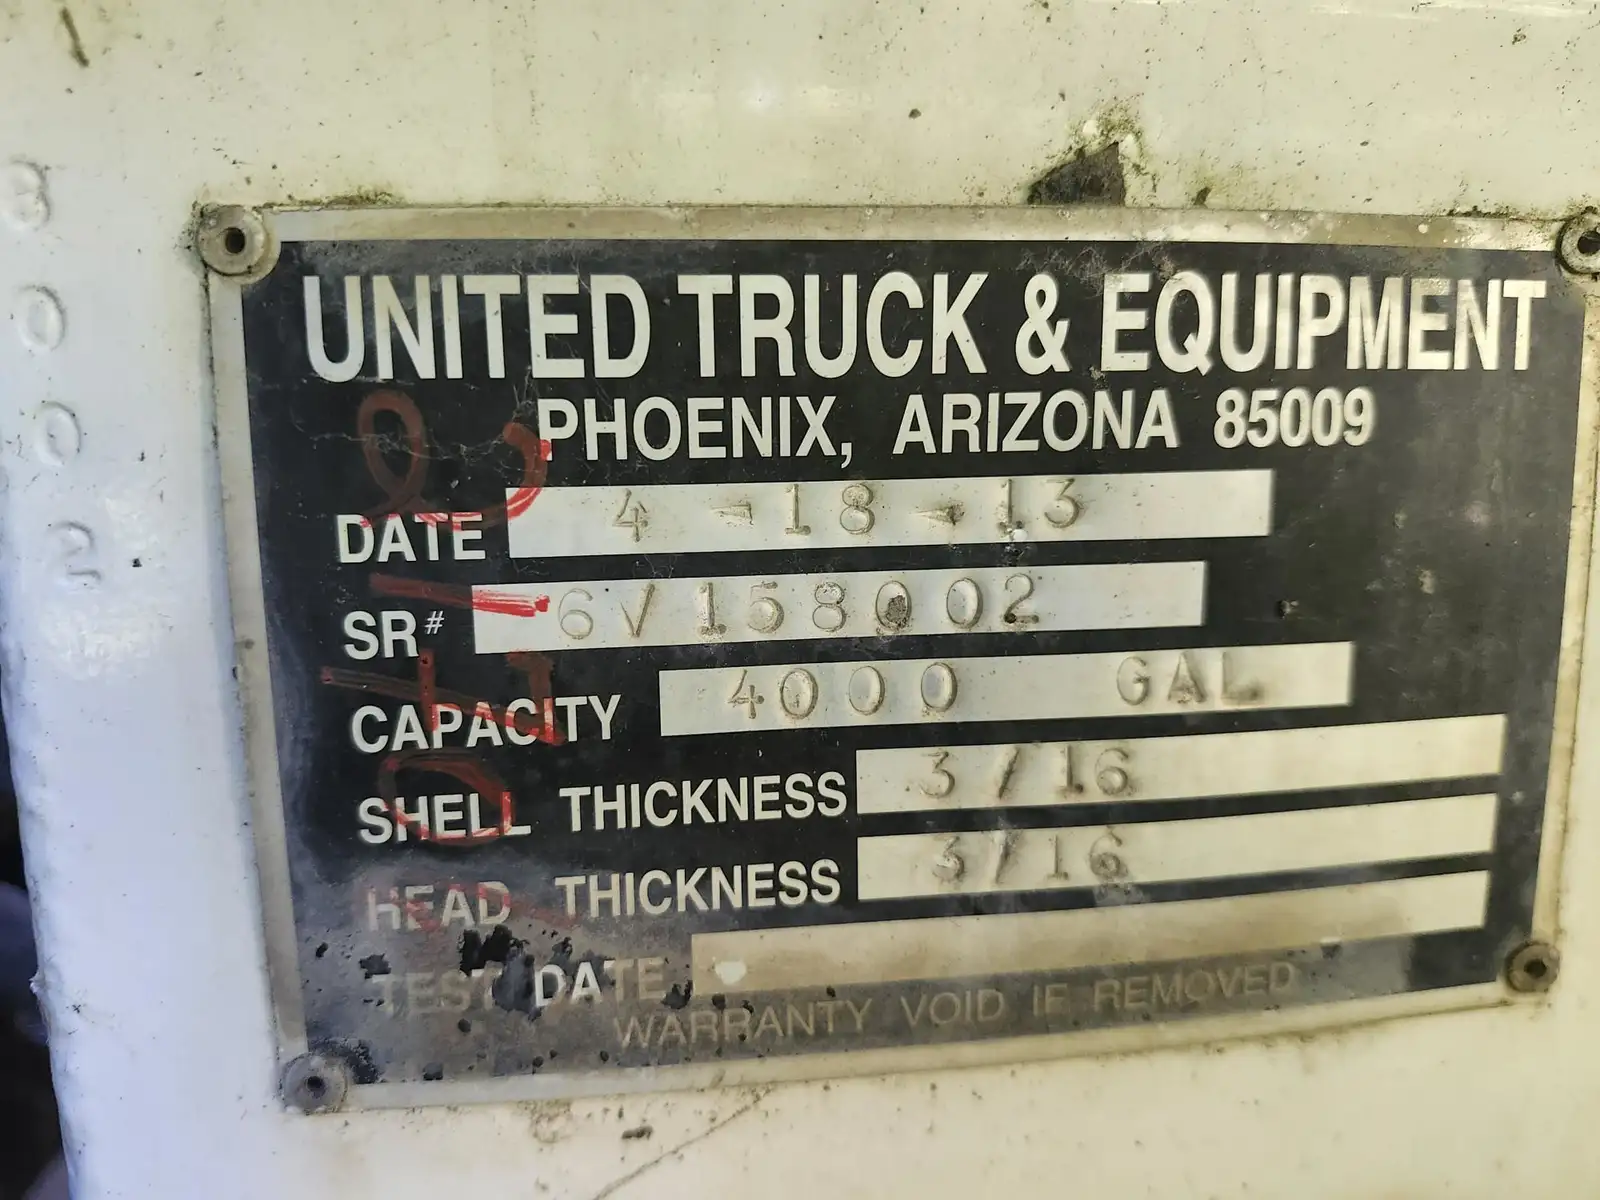 UNITED TRUCK & EQUIPMENT
PHOENIX, ARIZONA 85009
DATE 4-18-13
SR# 6V158002
CAPACITY 4000 GAL
SHELL THICKNESS 3/16
HEAD THICKNESS 3/16
TEST DATE
WARRANTY VOID IF REMOVED
8002